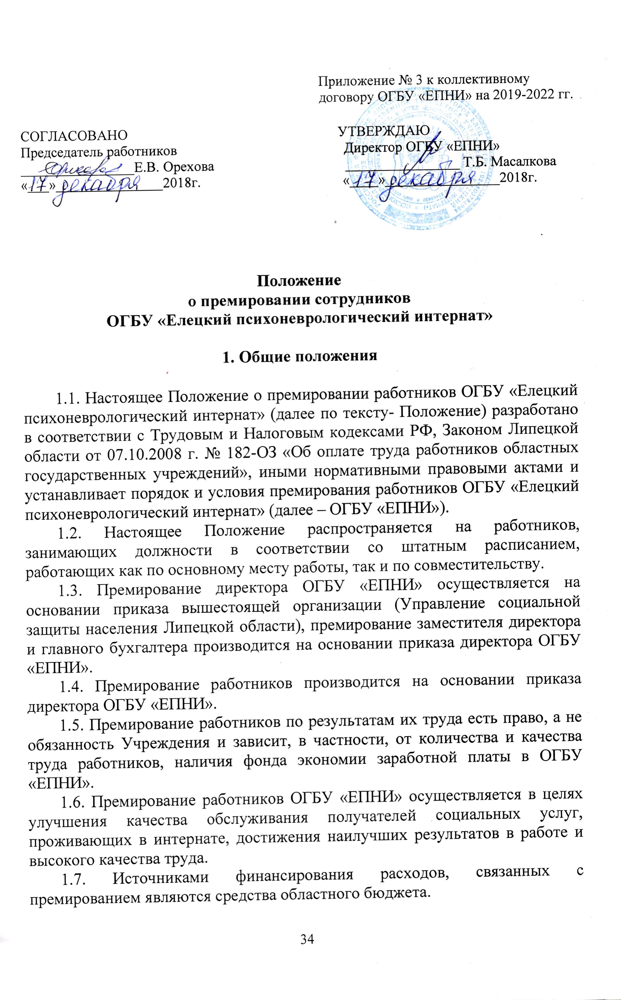 Приложение № 3 к коллективному
договору ОГБУ «ЕПНИ» на 2019-2022 гг.
СОГЛАСОВАНО
Председатель работников
Е.В. Орехова
«17» декабря 2018г.
УТВЕРЖДАЮ
Директор ОГБУ «ЕПНИ»
Т.Б. Масалкова
«17» декабря 2018г.
Положение
о премировании сотрудников
ОГБУ «Елецкий психоневрологический интернат»
1. Общие положения
1.1. Настоящее Положение о премировании работников ОГБУ «Елецкий
психоневрологический интернат» (далее по тексту- Положение) разработано
в соответствии с Трудовым и Налоговым кодексами РФ, Законом Липецкой
области от 07.10.2008 г. № 182-ОЗ «Об оплате труда работников областных
государственных учреждений», иными нормативными правовыми актами и
устанавливает порядок и условия премирования работников ОГБУ «Елецкий
психоневрологический интернат» (далее – ОГБУ «ЕПНИ»).
1.2. Настоящее Положение распространяется на работников,
занимающих должности в соответствии со штатным расписанием,
работающих как по основному месту работы, так и по совместительству.
1.3. Премирование директора ОГБУ «ЕПНИ» осуществляется на
основании приказа вышестоящей организации (Управление социальной
защиты населения Липецкой области), премирование заместителя директора
и главного бухгалтера производится на основании приказа директора ОГБУ
«ЕПНИ».
1.4. Премирование работников производится на основании приказа
директора ОГБУ «ЕПНИ».
1.5. Премирование работников по результатам их труда есть право, а не
обязанность Учреждения и зависит, в частности, от количества и качества
труда работников, наличия фонда экономии заработной платы в ОГБУ
«ЕПНИ».
1.6. Премирование работников ОГБУ «ЕПНИ» осуществляется в целях
улучшения качества обслуживания получателей социальных услуг,
проживающих в интернате, достижения наилучших результатов в работе и
высокого качества труда.
1.7. Источниками финансирования расходов, связанных с
премированием являются средства областного бюджета.
34